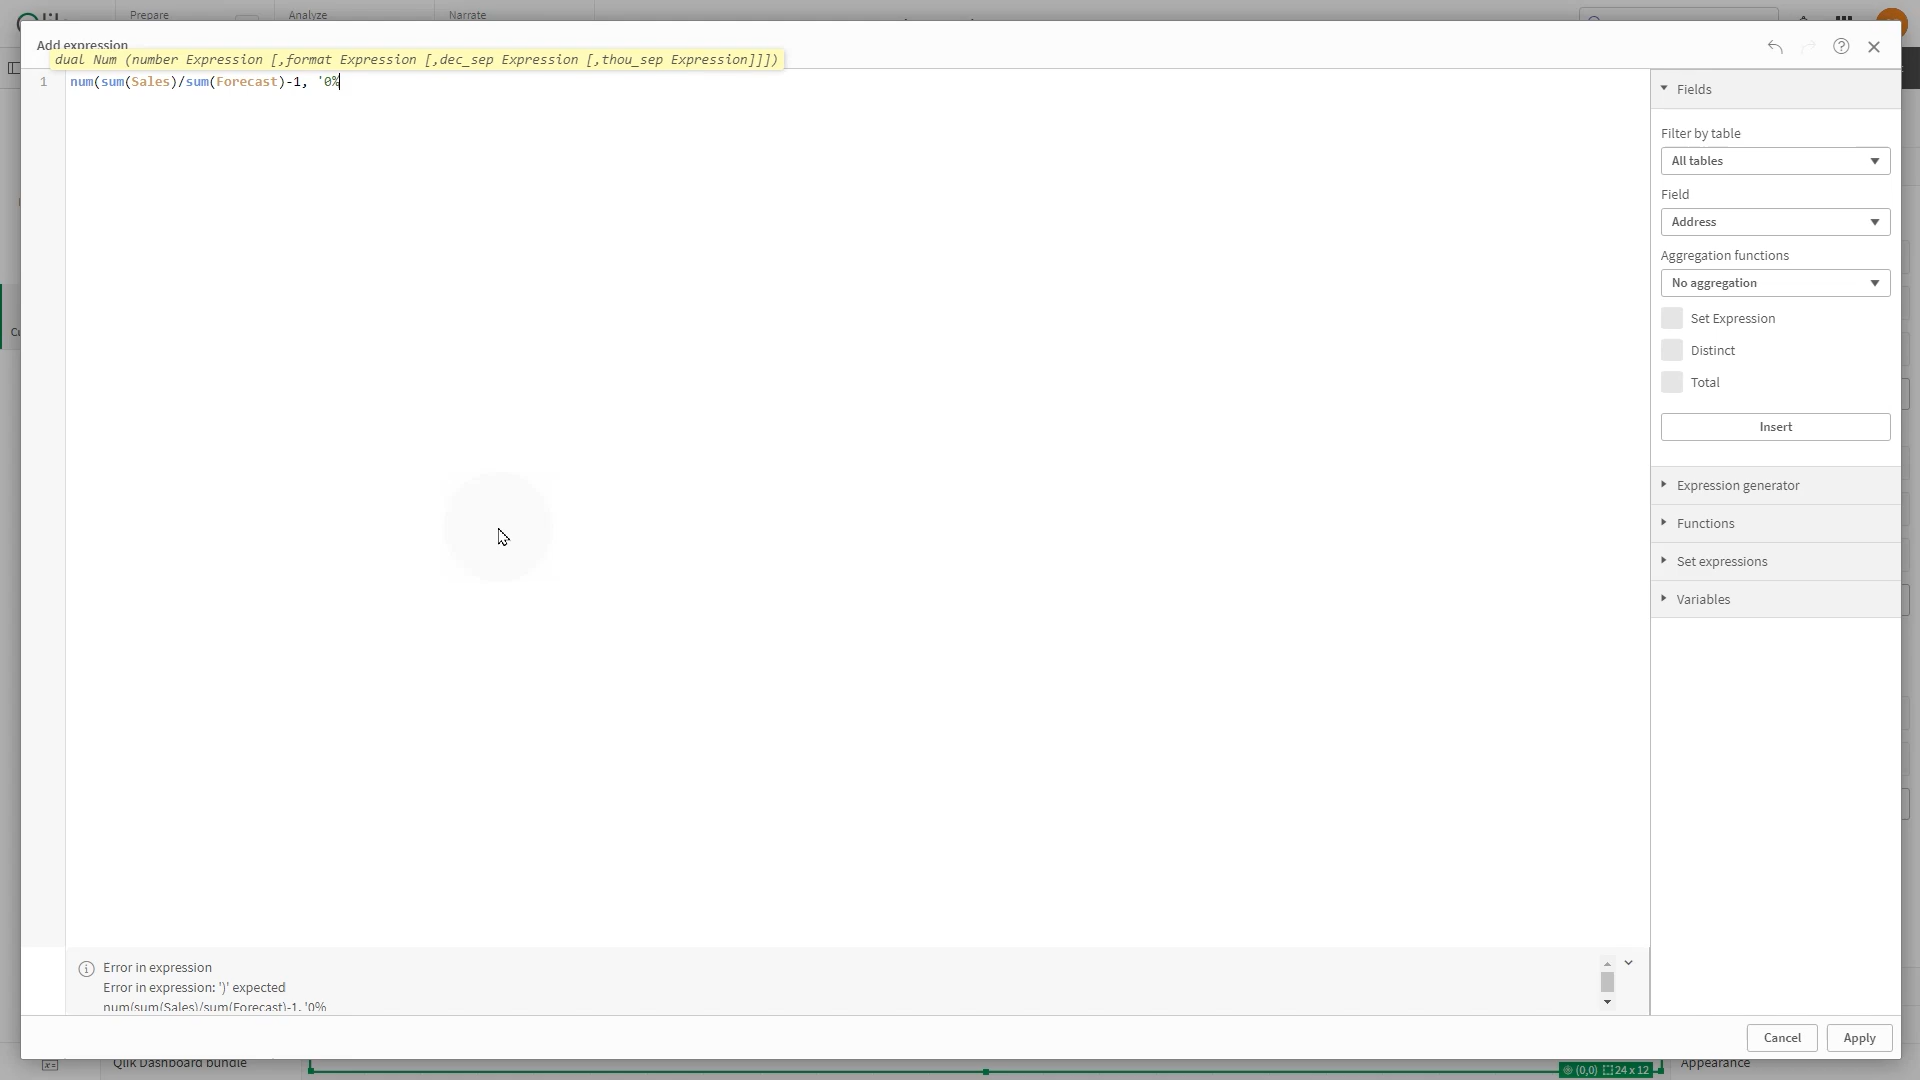 Prepare
Analyze
Narrate
Add expression
dual Num (number Expression [,format Expression [,dec_sep Expression [,thou_sep Expression]]])
1
num(sum(Sales)/sum(Forecast)-1, '0%
Fields
Filter by table
All tables
Field
Address
Aggregation functions
No aggregation
Set Expression
Distinct
Total
Insert
Expression generator
Functions
Set expressions
Variables
Error in expression
Error in expression: ')' expected
num(sum(Sales)/sum(Forecast)-1, '0%
Cancel
Apply
Qlik Dashboard bundle
(0,0)
24 x 12
Appearance